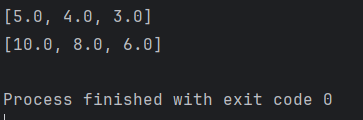 [5.0, 4.0, 3.0]
[10.0, 8.0, 6.0]
Process finished with exit code 0